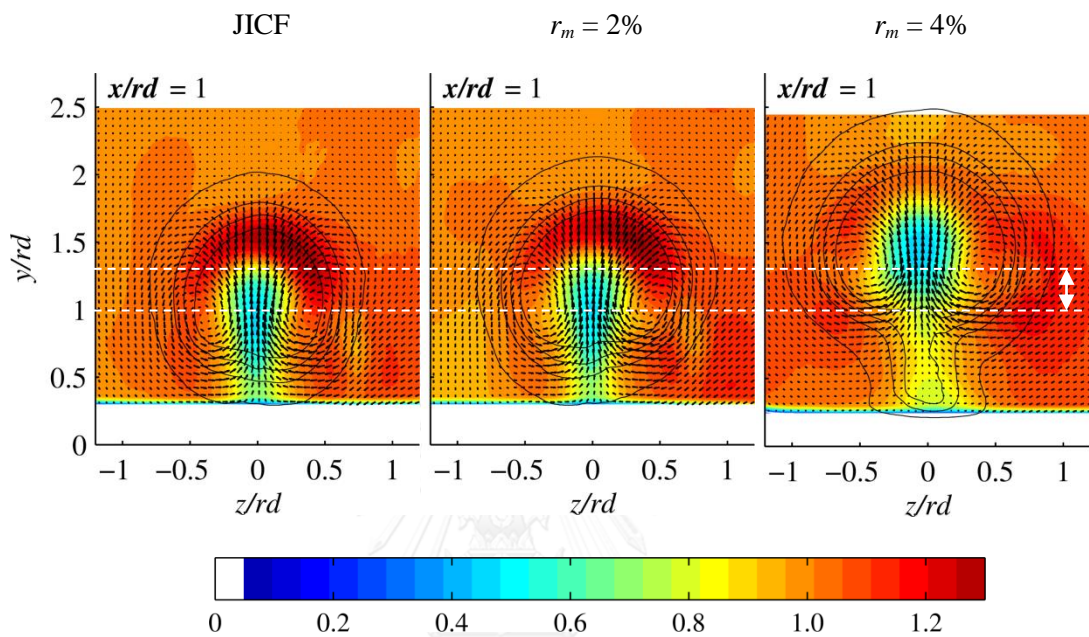 JICF
rₘ = 2%
rₘ = 4%
x/rd = 1
x/rd = 1
x/rd = 1
2.5
2
1.5
1
0.5
0
y/rd
−1 −0.5 0 0.5 1
−1 −0.5 0 0.5 1
−1 −0.5 0 0.5 1
z/rd
z/rd
z/rd
0 0.2 0.4 0.6 0.8 1.0 1.2